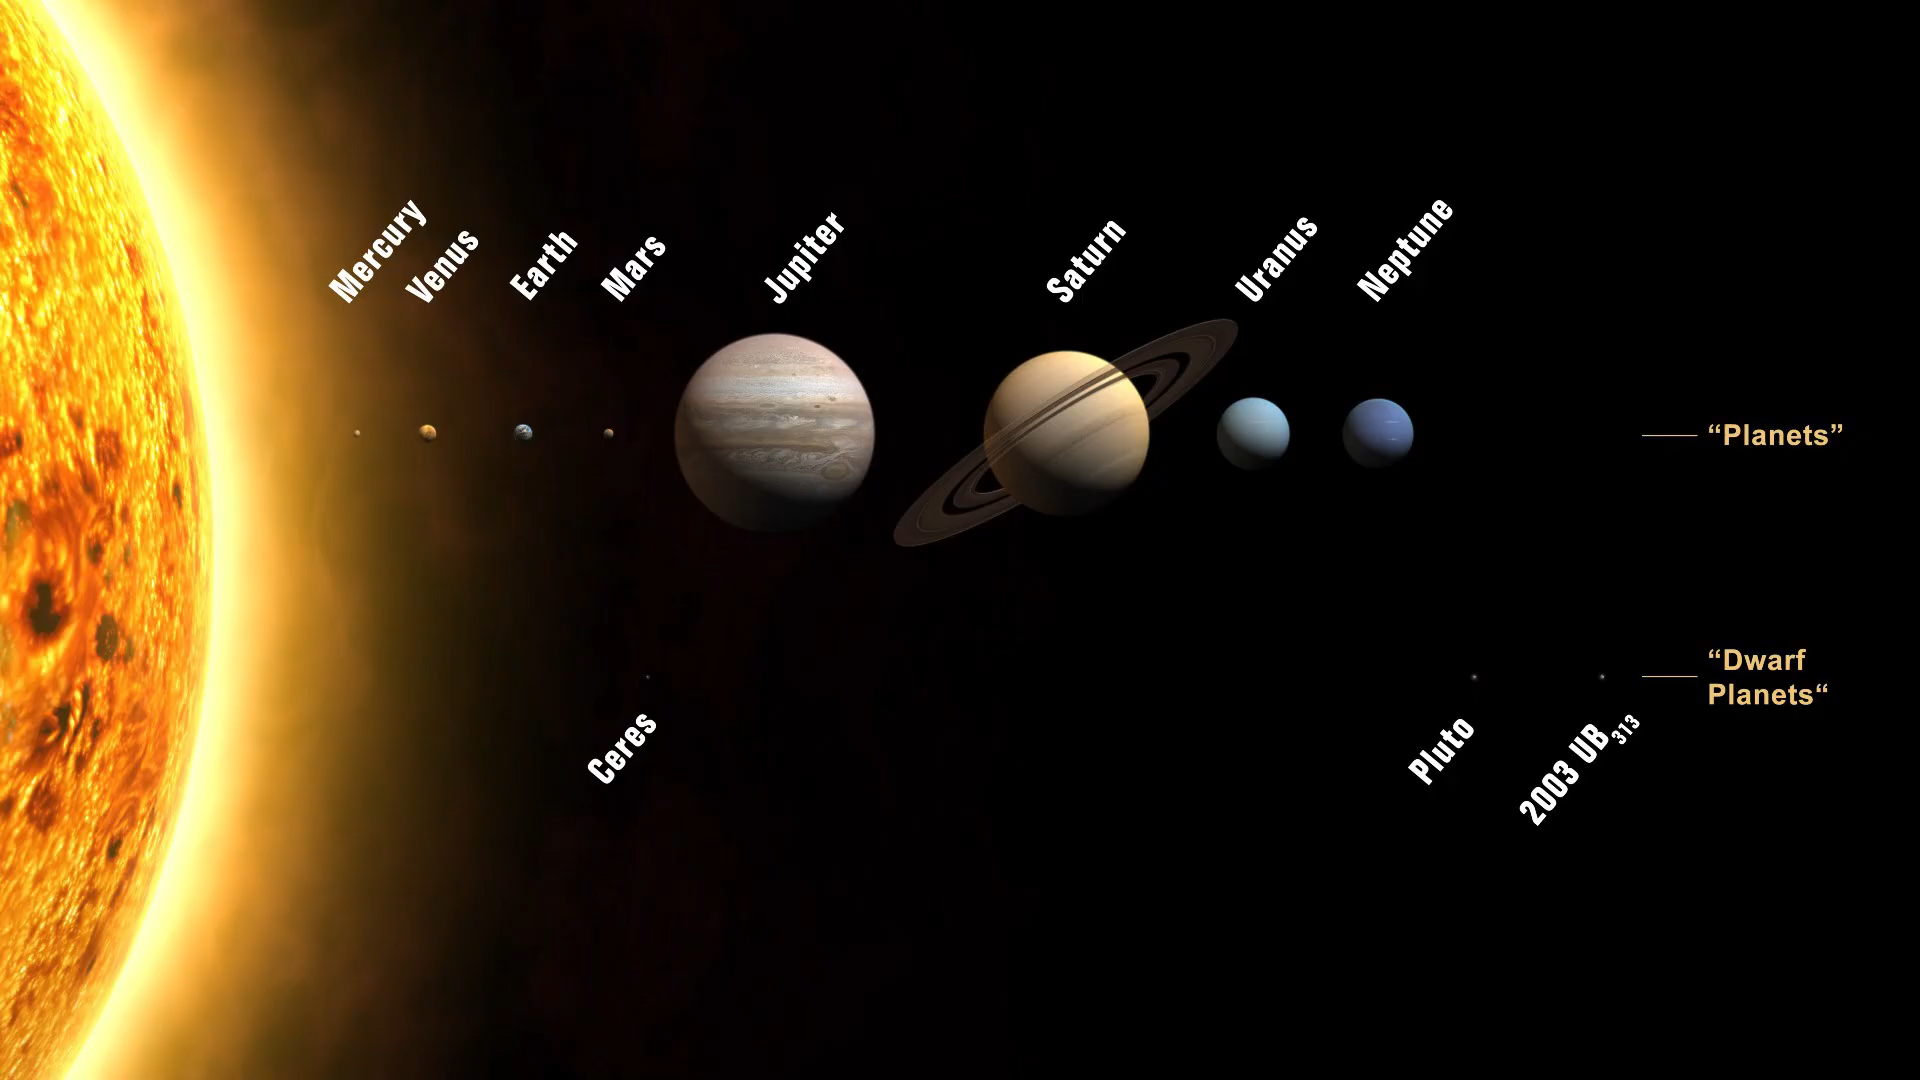 Mercury
Venus
Earth
Mars
Jupiter
Saturn
Uranus
Neptune
“Planets”
“Dwarf
Planets“
Ceres
Pluto
2003 UB₃₁₃